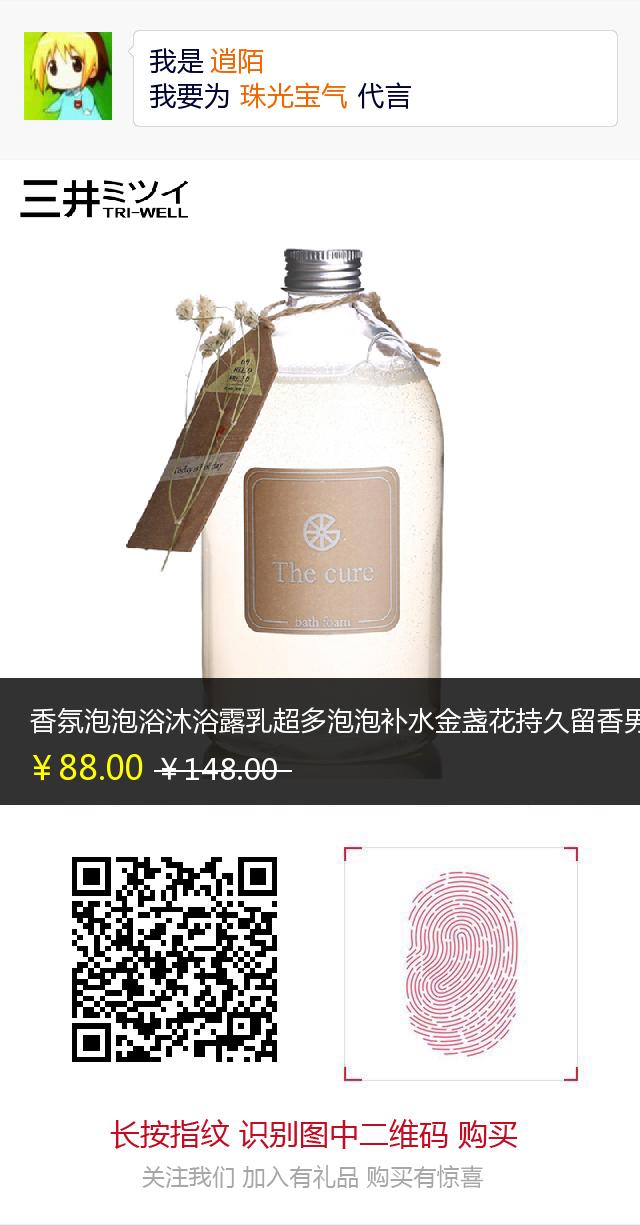 我是 逍陌
我要为 珠光宝气 代言
三井ミツイ
TRI-WELL
The cure
bath foam
香氛泡泡浴沐浴露乳超多泡泡补水金盏花持久留香男
￥88.00 ￥148.00
长按指纹 识别图中二维码 购买
关注我们 加入有礼品 购买有惊喜